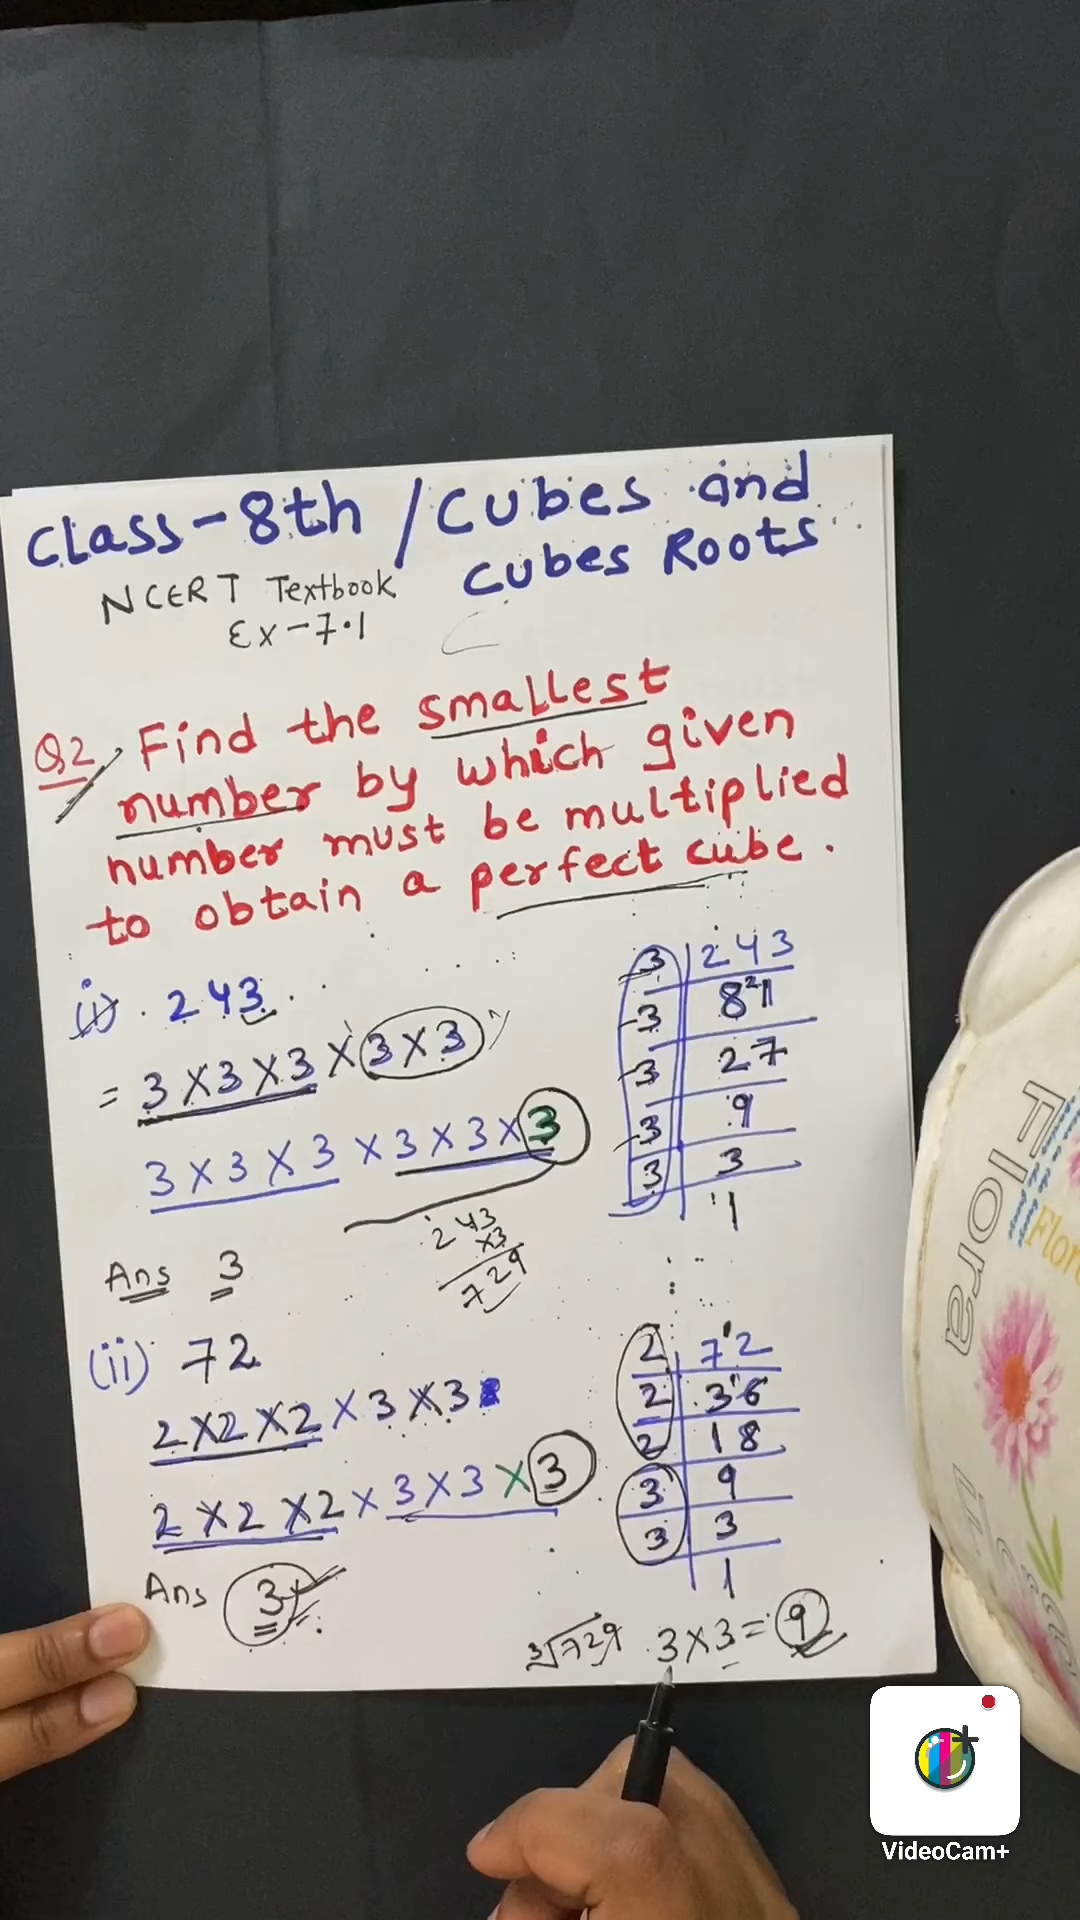 Class-8th / Cubes and
Cubes Roots
NCERT Textbook
Ex-7.1
Q2, Find the smallest
number by which given
number must be multiplied
to obtain a perfect cube.
(i) 243
= 3×3×3×3×3
3×3×3×3×3×3
243
×3
729
Ans 3
3 | 243
3 | 81
3 | 27
3 | 9
3 | 3
1
(ii) 72
2×2×2×3×3
2×2×2×3×3×3
Ans 3
2 | 72
2 | 36
2 | 18
3 | 9
3 | 3
1
∛729 3×3=9
Flora
Flora
VideoCam+